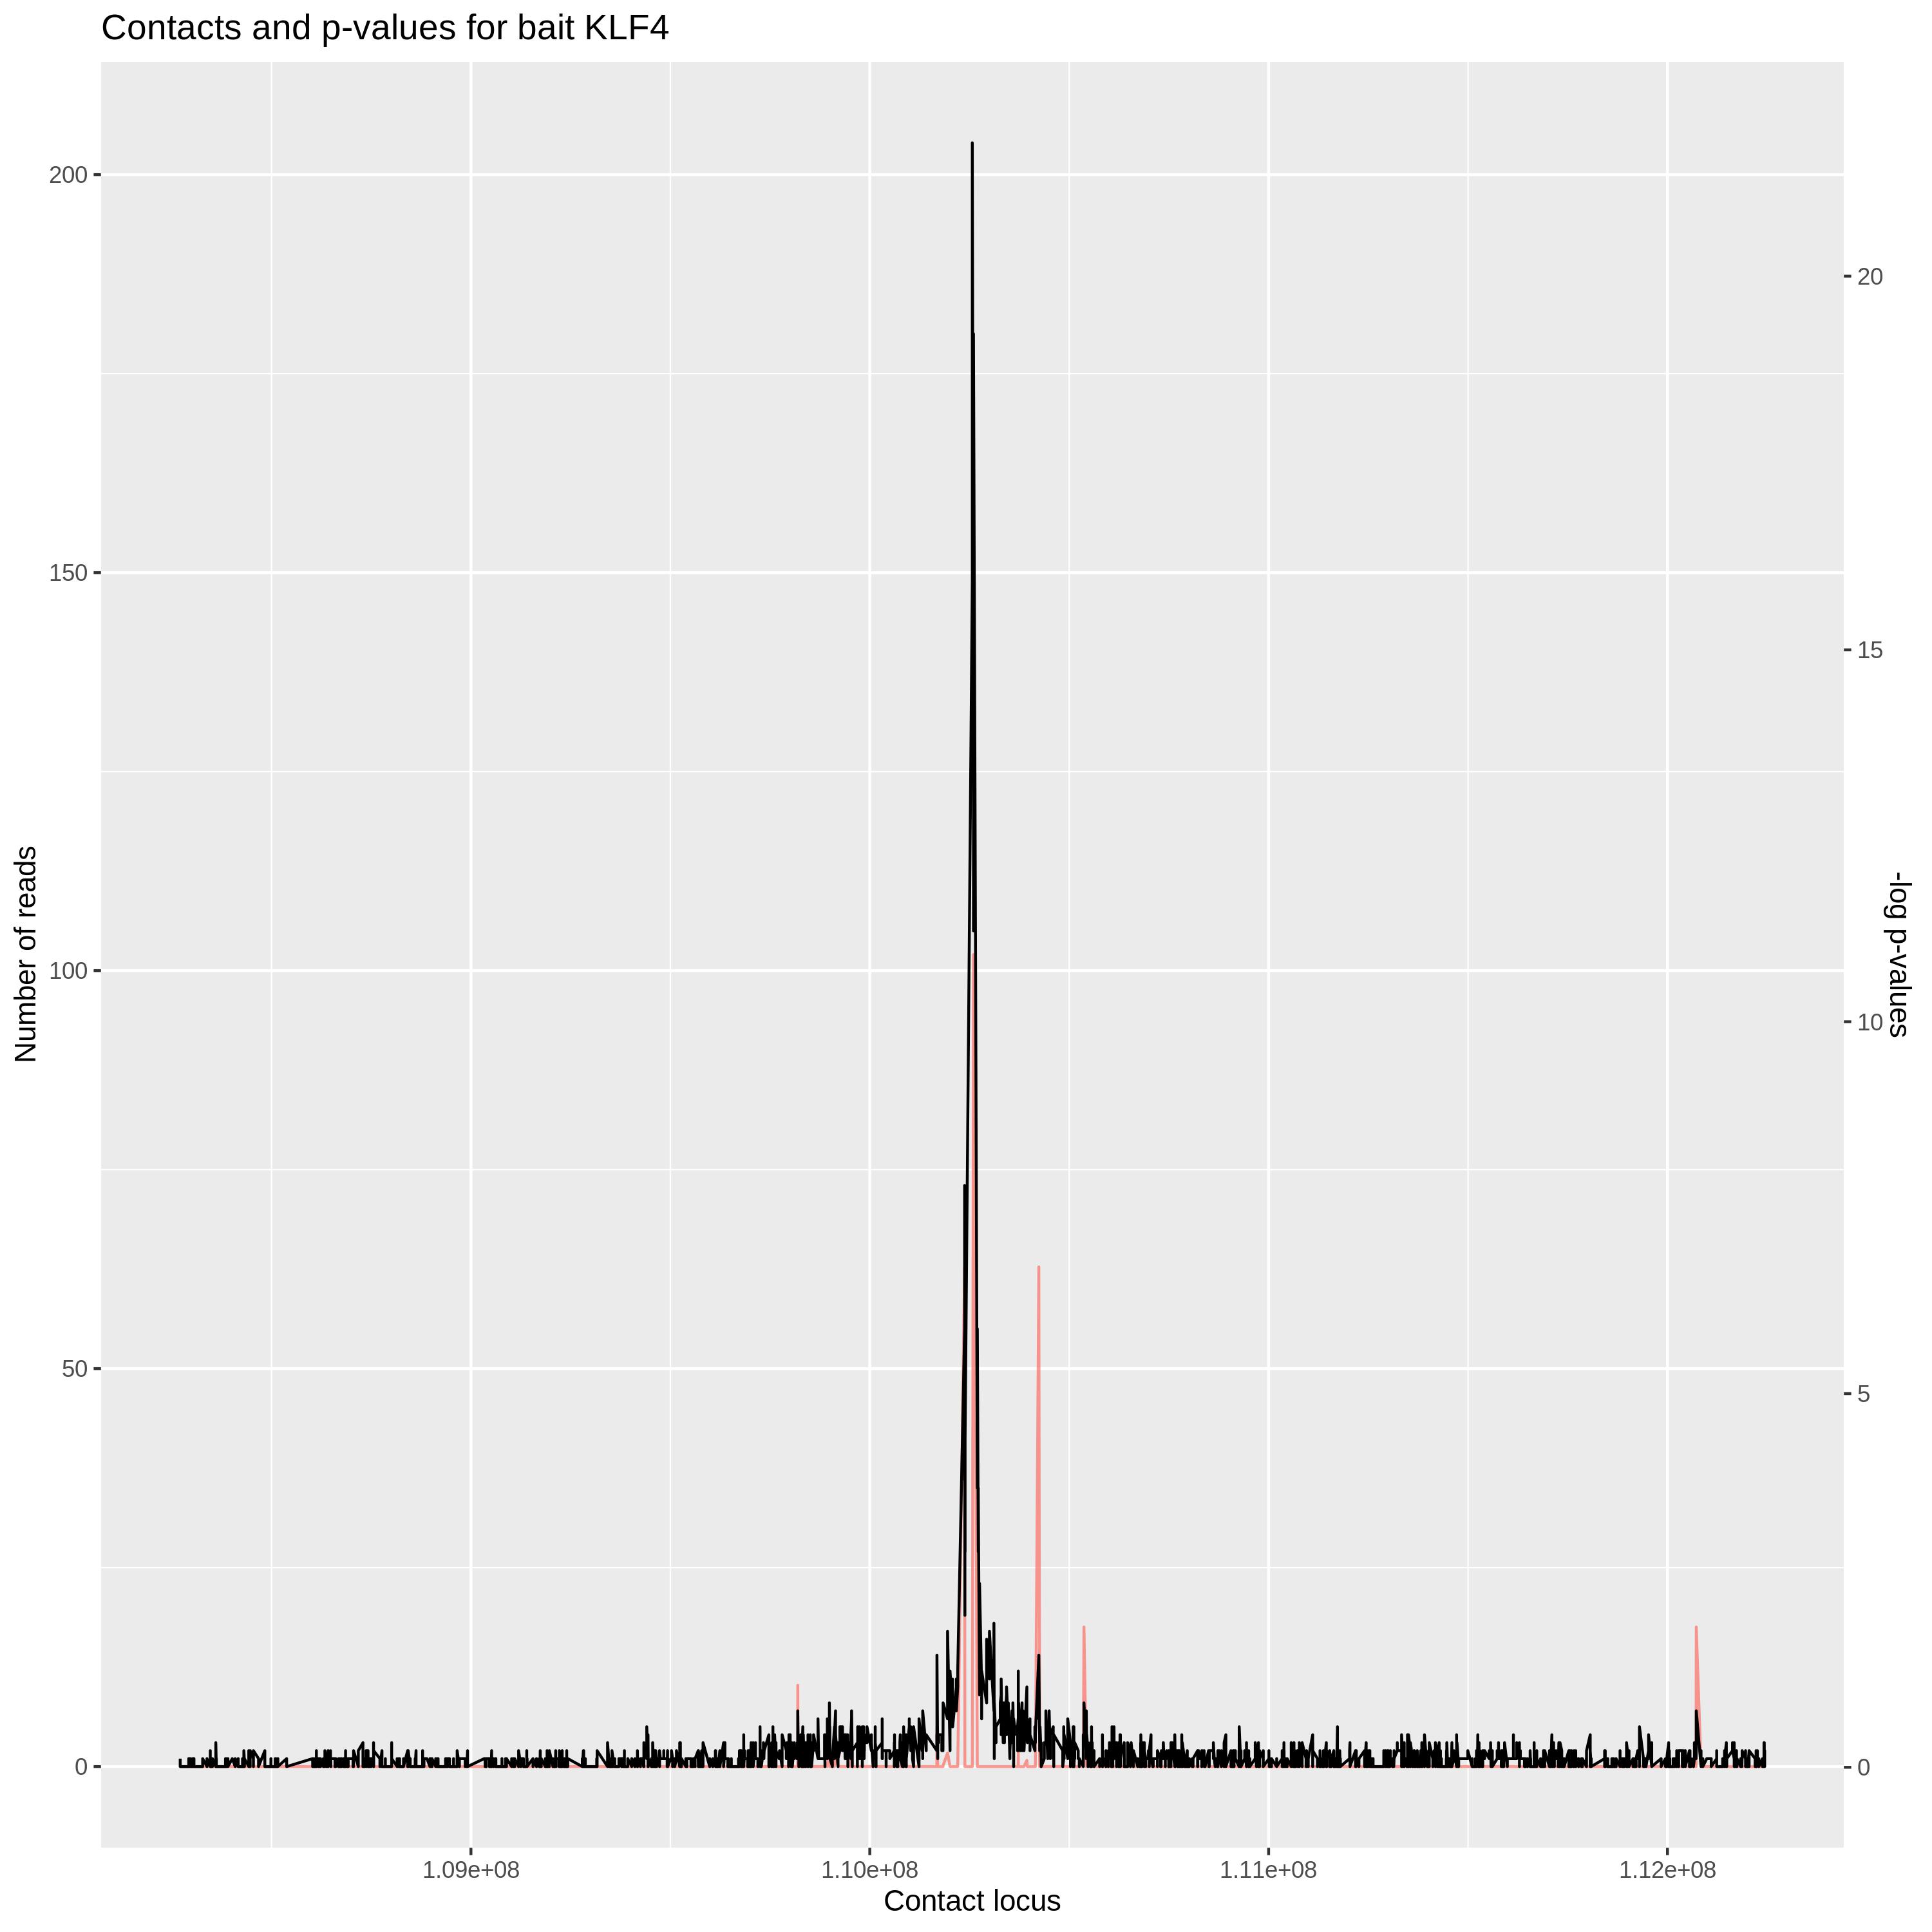 Contacts and p-values for bait KLF4
200
150
100
50
0
Number of reads
20
15
10
5
0
-log p-values
1.09e+08
1.10e+08
1.11e+08
1.12e+08
Contact locus